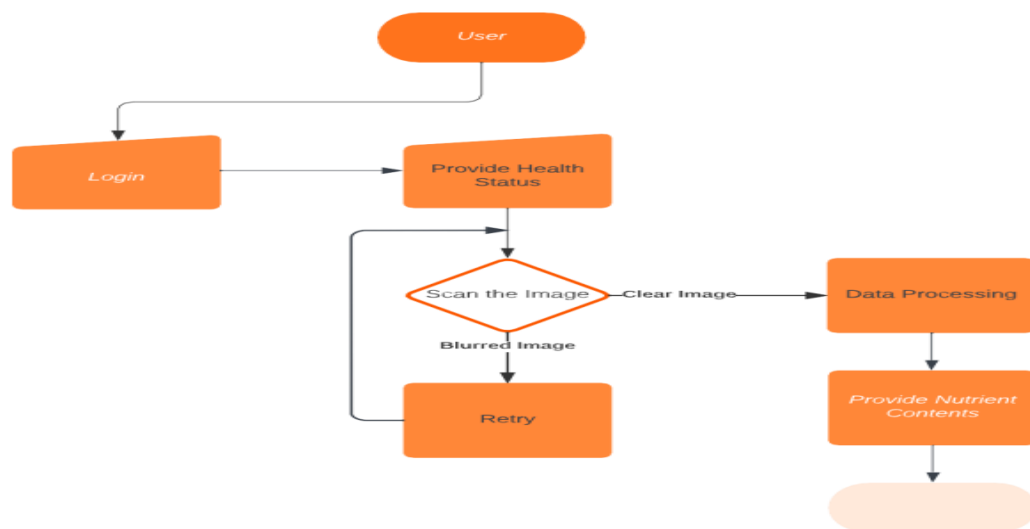 User
Login
Provide Health
Status
Scan the Image
Clear Image
Data Processing
Blurred Image
Provide Nutrient
Contents
Retry